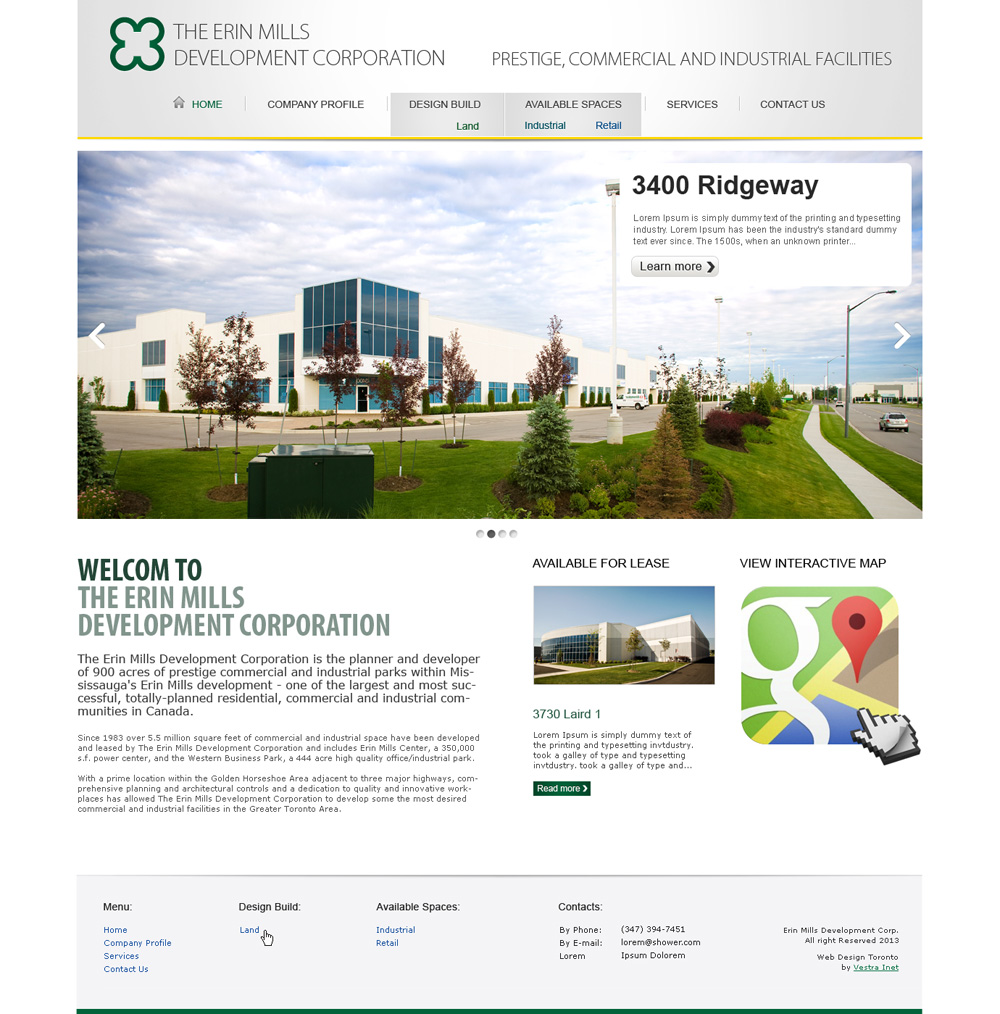 THE ERIN MILLS
DEVELOPMENT CORPORATION
PRESTIGE, COMMERCIAL AND INDUSTRIAL FACILITIES
HOME
COMPANY PROFILE
DESIGN BUILD
AVAILABLE SPACES
SERVICES
CONTACT US
Land
Industrial
Retail
3400 Ridgeway
Lorem Ipsum is simply dummy text of the printing and typesetting
industry. Lorem Ipsum has been the industry's standard dummy
text ever since. The 1500s, when an unknown printer...
Learn more
WELCOM TO
THE ERIN MILLS
DEVELOPMENT CORPORATION
The Erin Mills Development Corporation is the planner and developer
of 900 acres of prestige commercial and industrial parks within Mis-
sissauga's Erin Mills development - one of the largest and most suc-
cessful, totally-planned residential, commercial and industrial com-
munities in Canada.
Since 1983 over 5.5 million square feet of commercial and industrial space have been developed
and leased by The Erin Mills Development Corporation and includes Erin Mills Center, a 350,000
s.f. power center, and the Western Business Park, a 444 acre high quality office/industrial park.
With a prime location within the Golden Horseshoe Area adjacent to three major highways, com-
prehensive planning and architectural controls and a dedication to quality and innovative work-
places has allowed The Erin Mills Development Corporation to develop some the most desired
commercial and industrial facilities in the Greater Toronto Area.
AVAILABLE FOR LEASE
3730 Laird 1
Lorem Ipsum is simply dummy text of
the printing and typesetting invtdustry.
took a galley of type and typesetting
invtdustry. took a galley of type and...
Read more
VIEW INTERACTIVE MAP
Menu:
Home
Company Profile
Services
Contact Us
Design Build:
Land
Available Spaces:
Industrial
Retail
Contacts:
By Phone: (347) 394-7451
By E-mail: lorem@shower.com
Lorem Ipsum Dolorem
Erin Mills Development Corp.
All right Reserved 2013
Web Design Toronto
by Vestra Inet